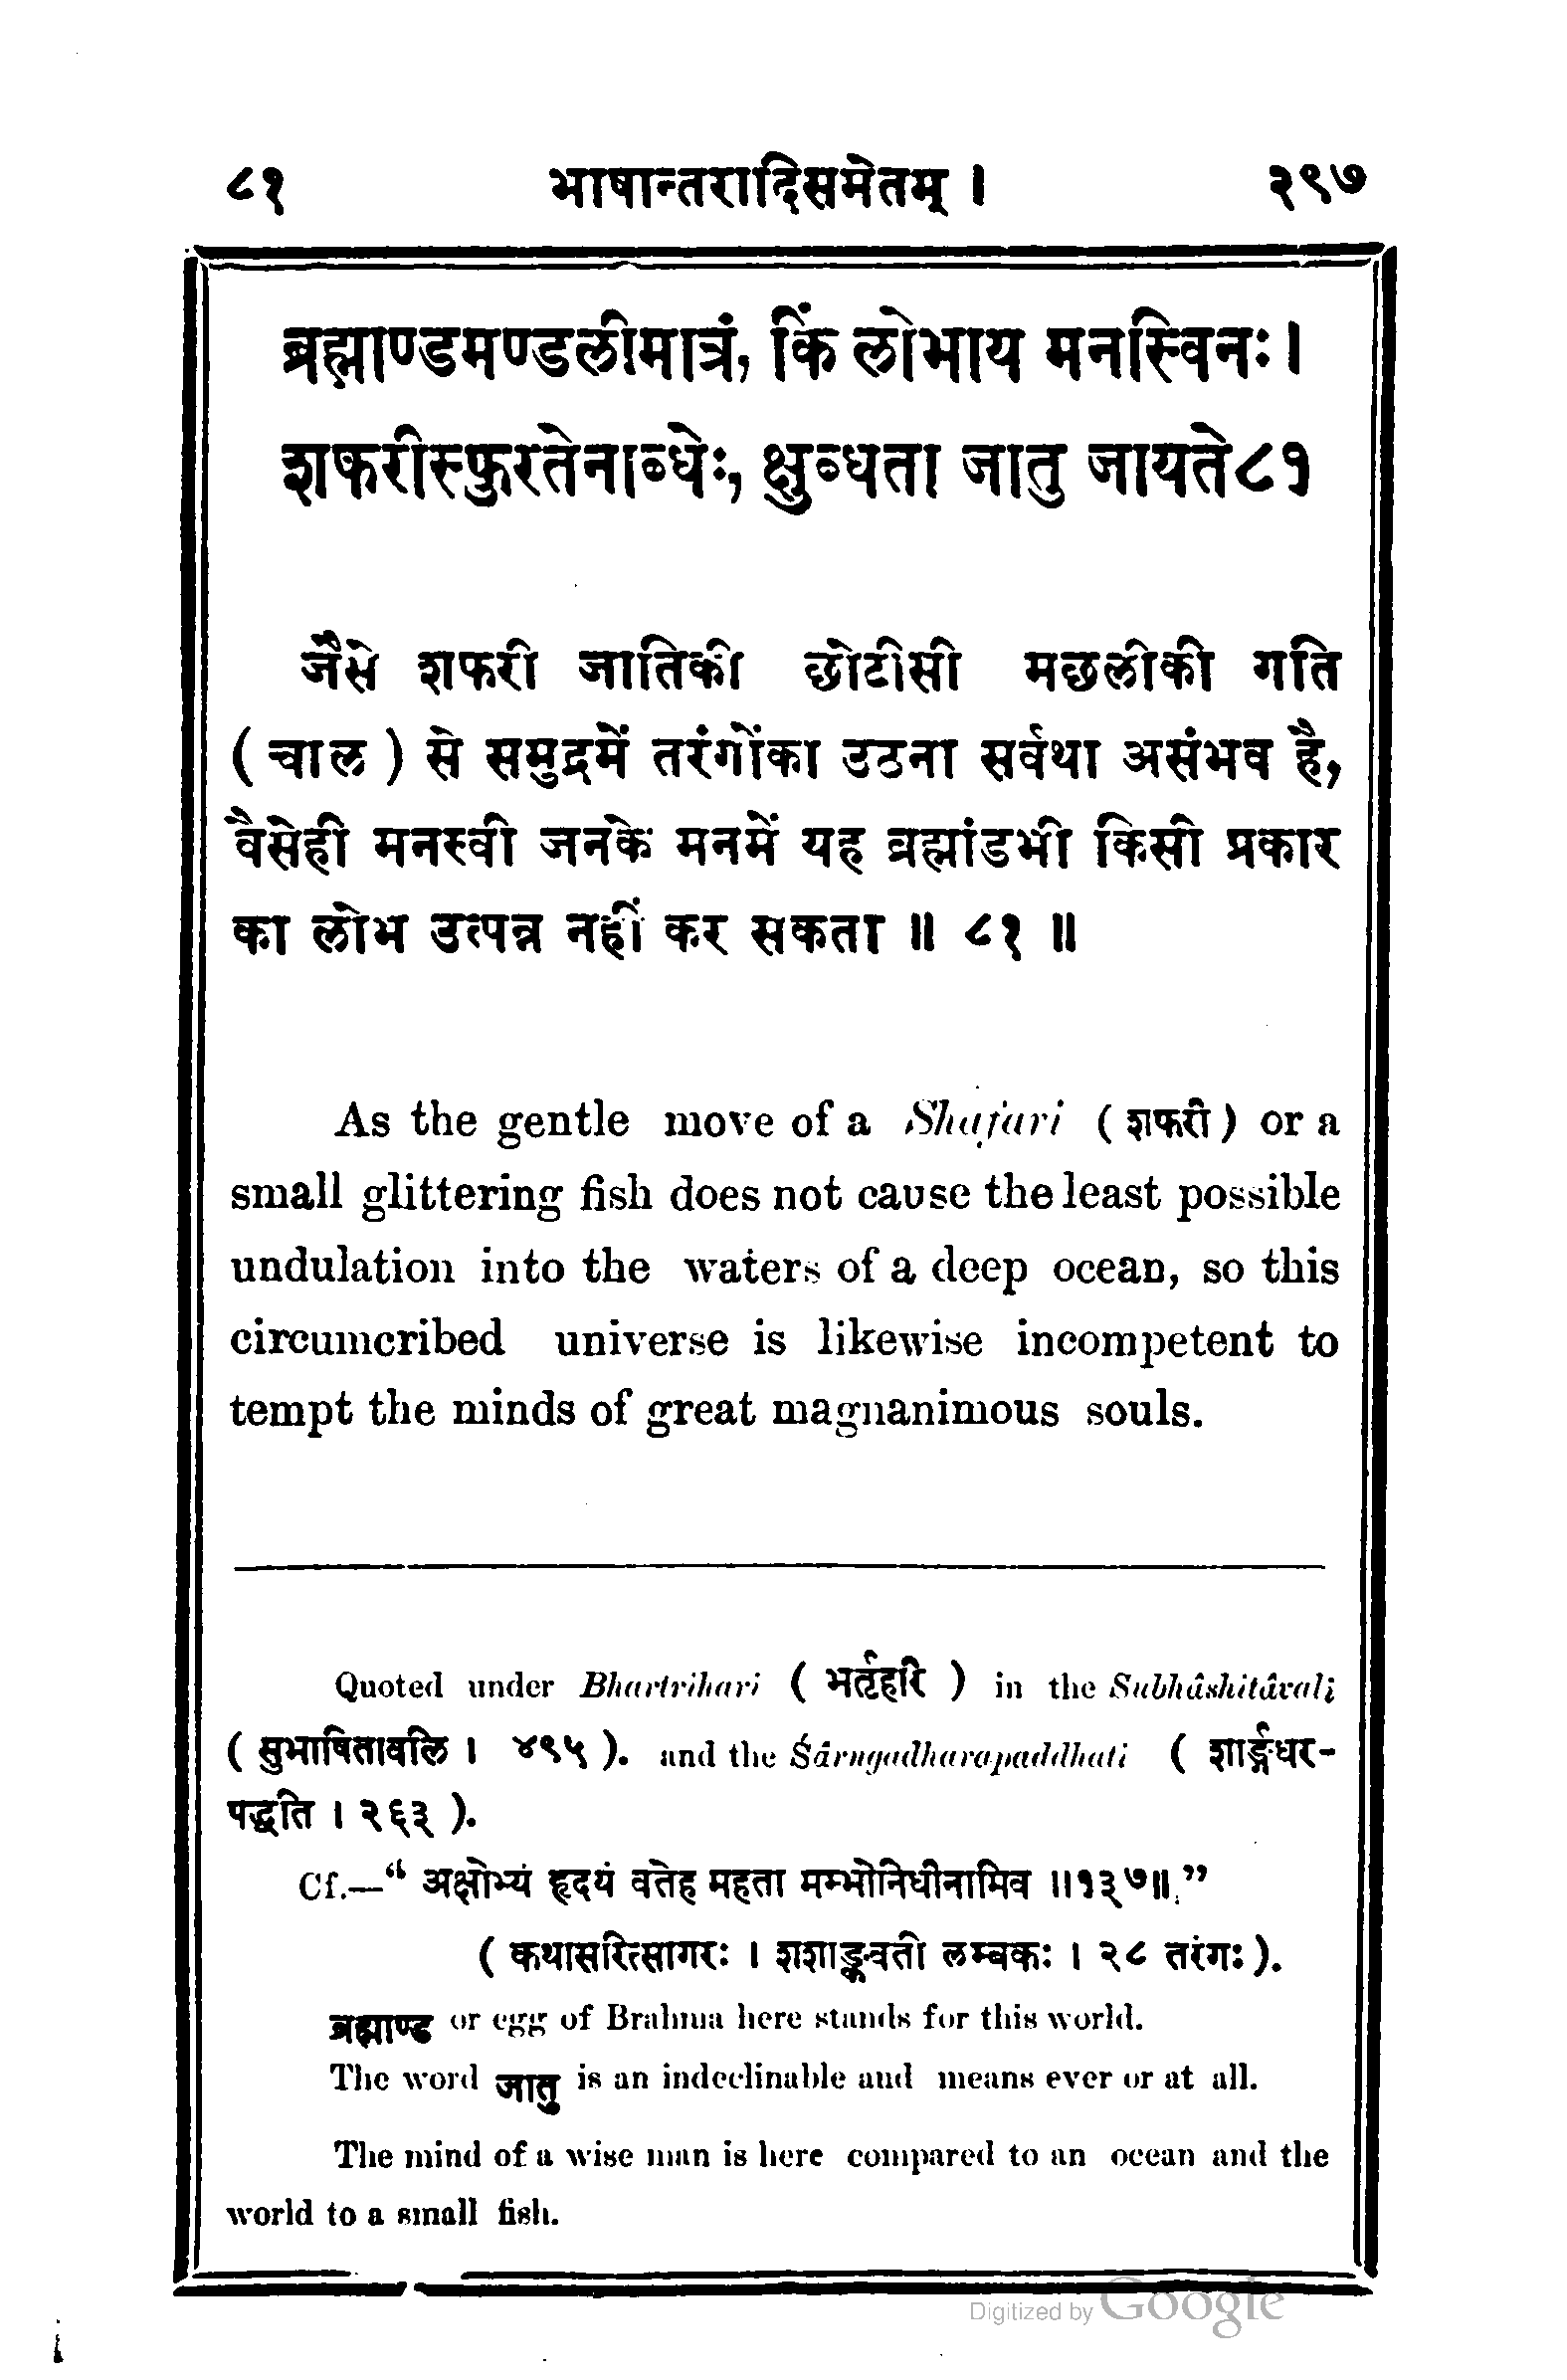 ८१ भाषान्तरादिसमेतम् । ३९७
ब्रह्माण्डमण्डलीमात्रं, किं लोभाय मनस्विनः ।
शफरीस्फुरतेनाब्धेः, क्षुब्धता जातु जायते८१
जैसे शफरी जातिकी छोटीसी मछलीकी गति
( चाल ) से समुद्रमें तरंगोंका उठना सर्वथा असंभव है,
वैसेही मनस्वी जनके मनमें यह ब्रह्मांडभी किसी प्रकार
का लोभ उत्पन्न नहीं कर सकता ॥ ८१ ॥
As the gentle move of a Shafari ( शफरी ) or a
small glittering fish does not cause the least possible
undulation into the waters of a deep ocean, so this
circumcribed universe is likewise incompetent to
tempt the minds of great magnanimous souls.
Quoted under Bhartrihari ( भर्तृहरि ) in the Subhâshitâvali
( सुभाषितावलि । ४९५ ). and the Śârngadharapaddhati ( शार्ङ्गधर-
पद्धति । २६३ ).
Cf.—“ अक्षोभ्यं हृदयं वतेह महता मम्भोनिधीनामिव ॥१३७॥.”
( कथासरित्सागरः । शशाङ्कवती लम्बकः । २८ तरंगः ).
ब्रह्माण्ड or egg of Brahma here stands for this world.
The word जातु is an indeclinable and means ever or at all.
The mind of a wise man is here compared to an ocean and the
world to a small fish.
Digitized by Google